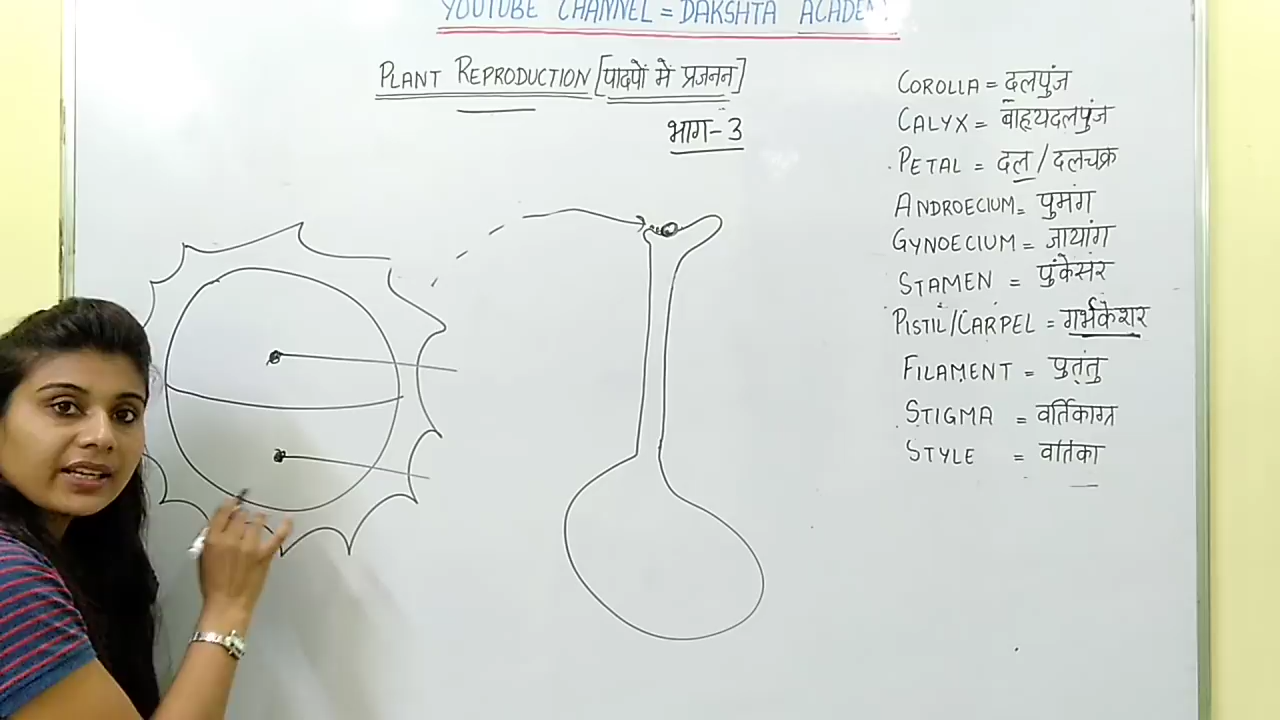 YOUTUBE CHANNEL = DAKSHTA ACADEM
PLANT REPRODUCTION [पादपों में प्रजनन]
भाग-3
COROLLA = दलपुंज
CALYX = बाह्यदलपुंज
PETAL = दल/दलचक्र
ANDROECIUM = पुमंग
GYNOECIUM = जायांग
STAMEN = पुंकेसर
PISTIL/CARPEL = गर्भकेशर
FILAMENT = पुतंतु
STIGMA = वर्तिकाग्र
STYLE = वर्तिका